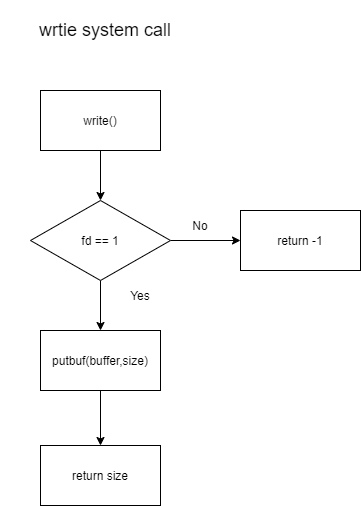 wrtie system call
write()
fd == 1
No
return -1
Yes
putbuf(buffer,size)
return size